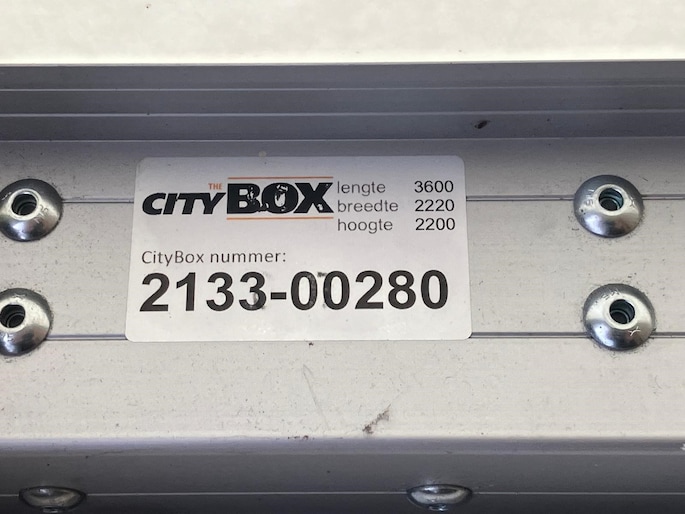 THE
CITY BOX
lengte 3600
breedte 2220
hoogte 2200
CityBox nummer:
2133-00280